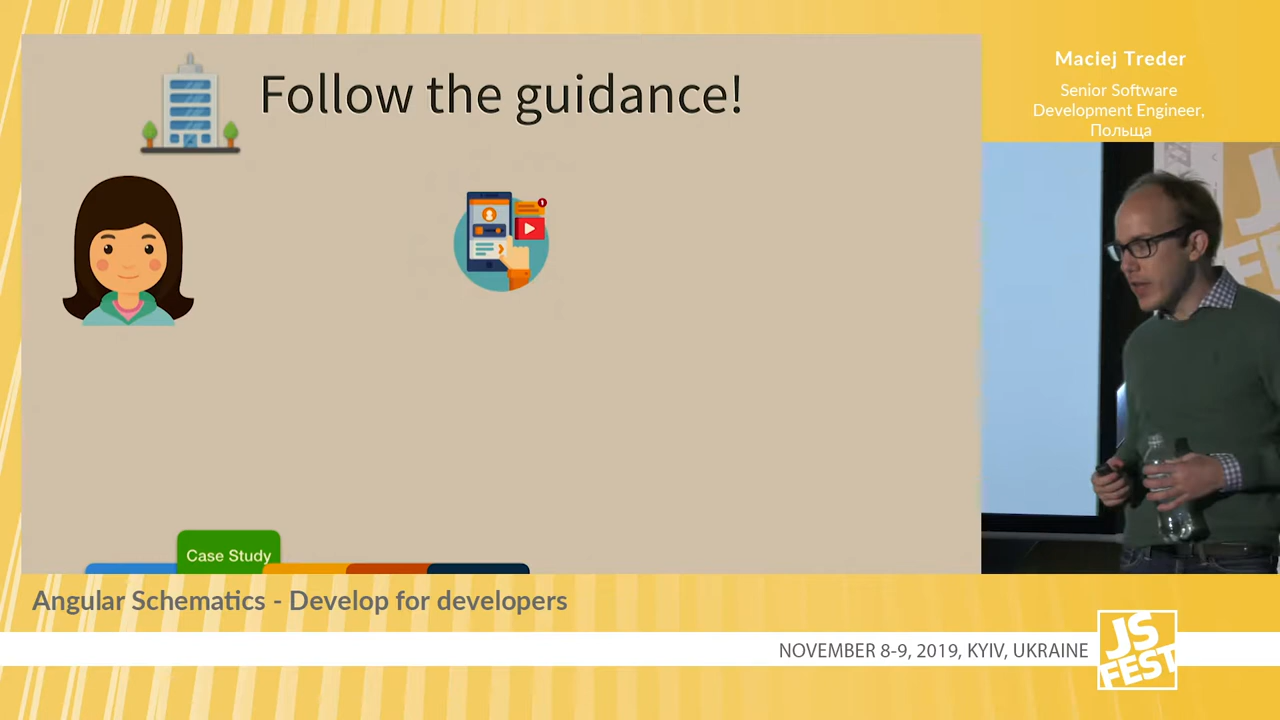 Follow the guidance!
Case Study
Maciej Treder
Senior Software
Development Engineer,
Польща
Angular Schematics - Develop for developers
NOVEMBER 8-9, 2019, KYIV, UKRAINE
JS
FEST